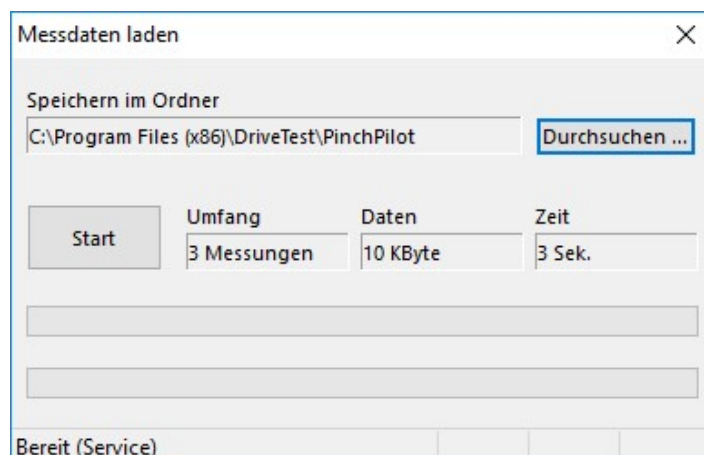 Messdaten laden
Speichern im Ordner
C:\Program Files (x86)\DriveTest\PinchPilot
Durchsuchen ...
Start
Umfang
Daten
Zeit
3 Messungen
10 KByte
3 Sek.
Bereit (Service)